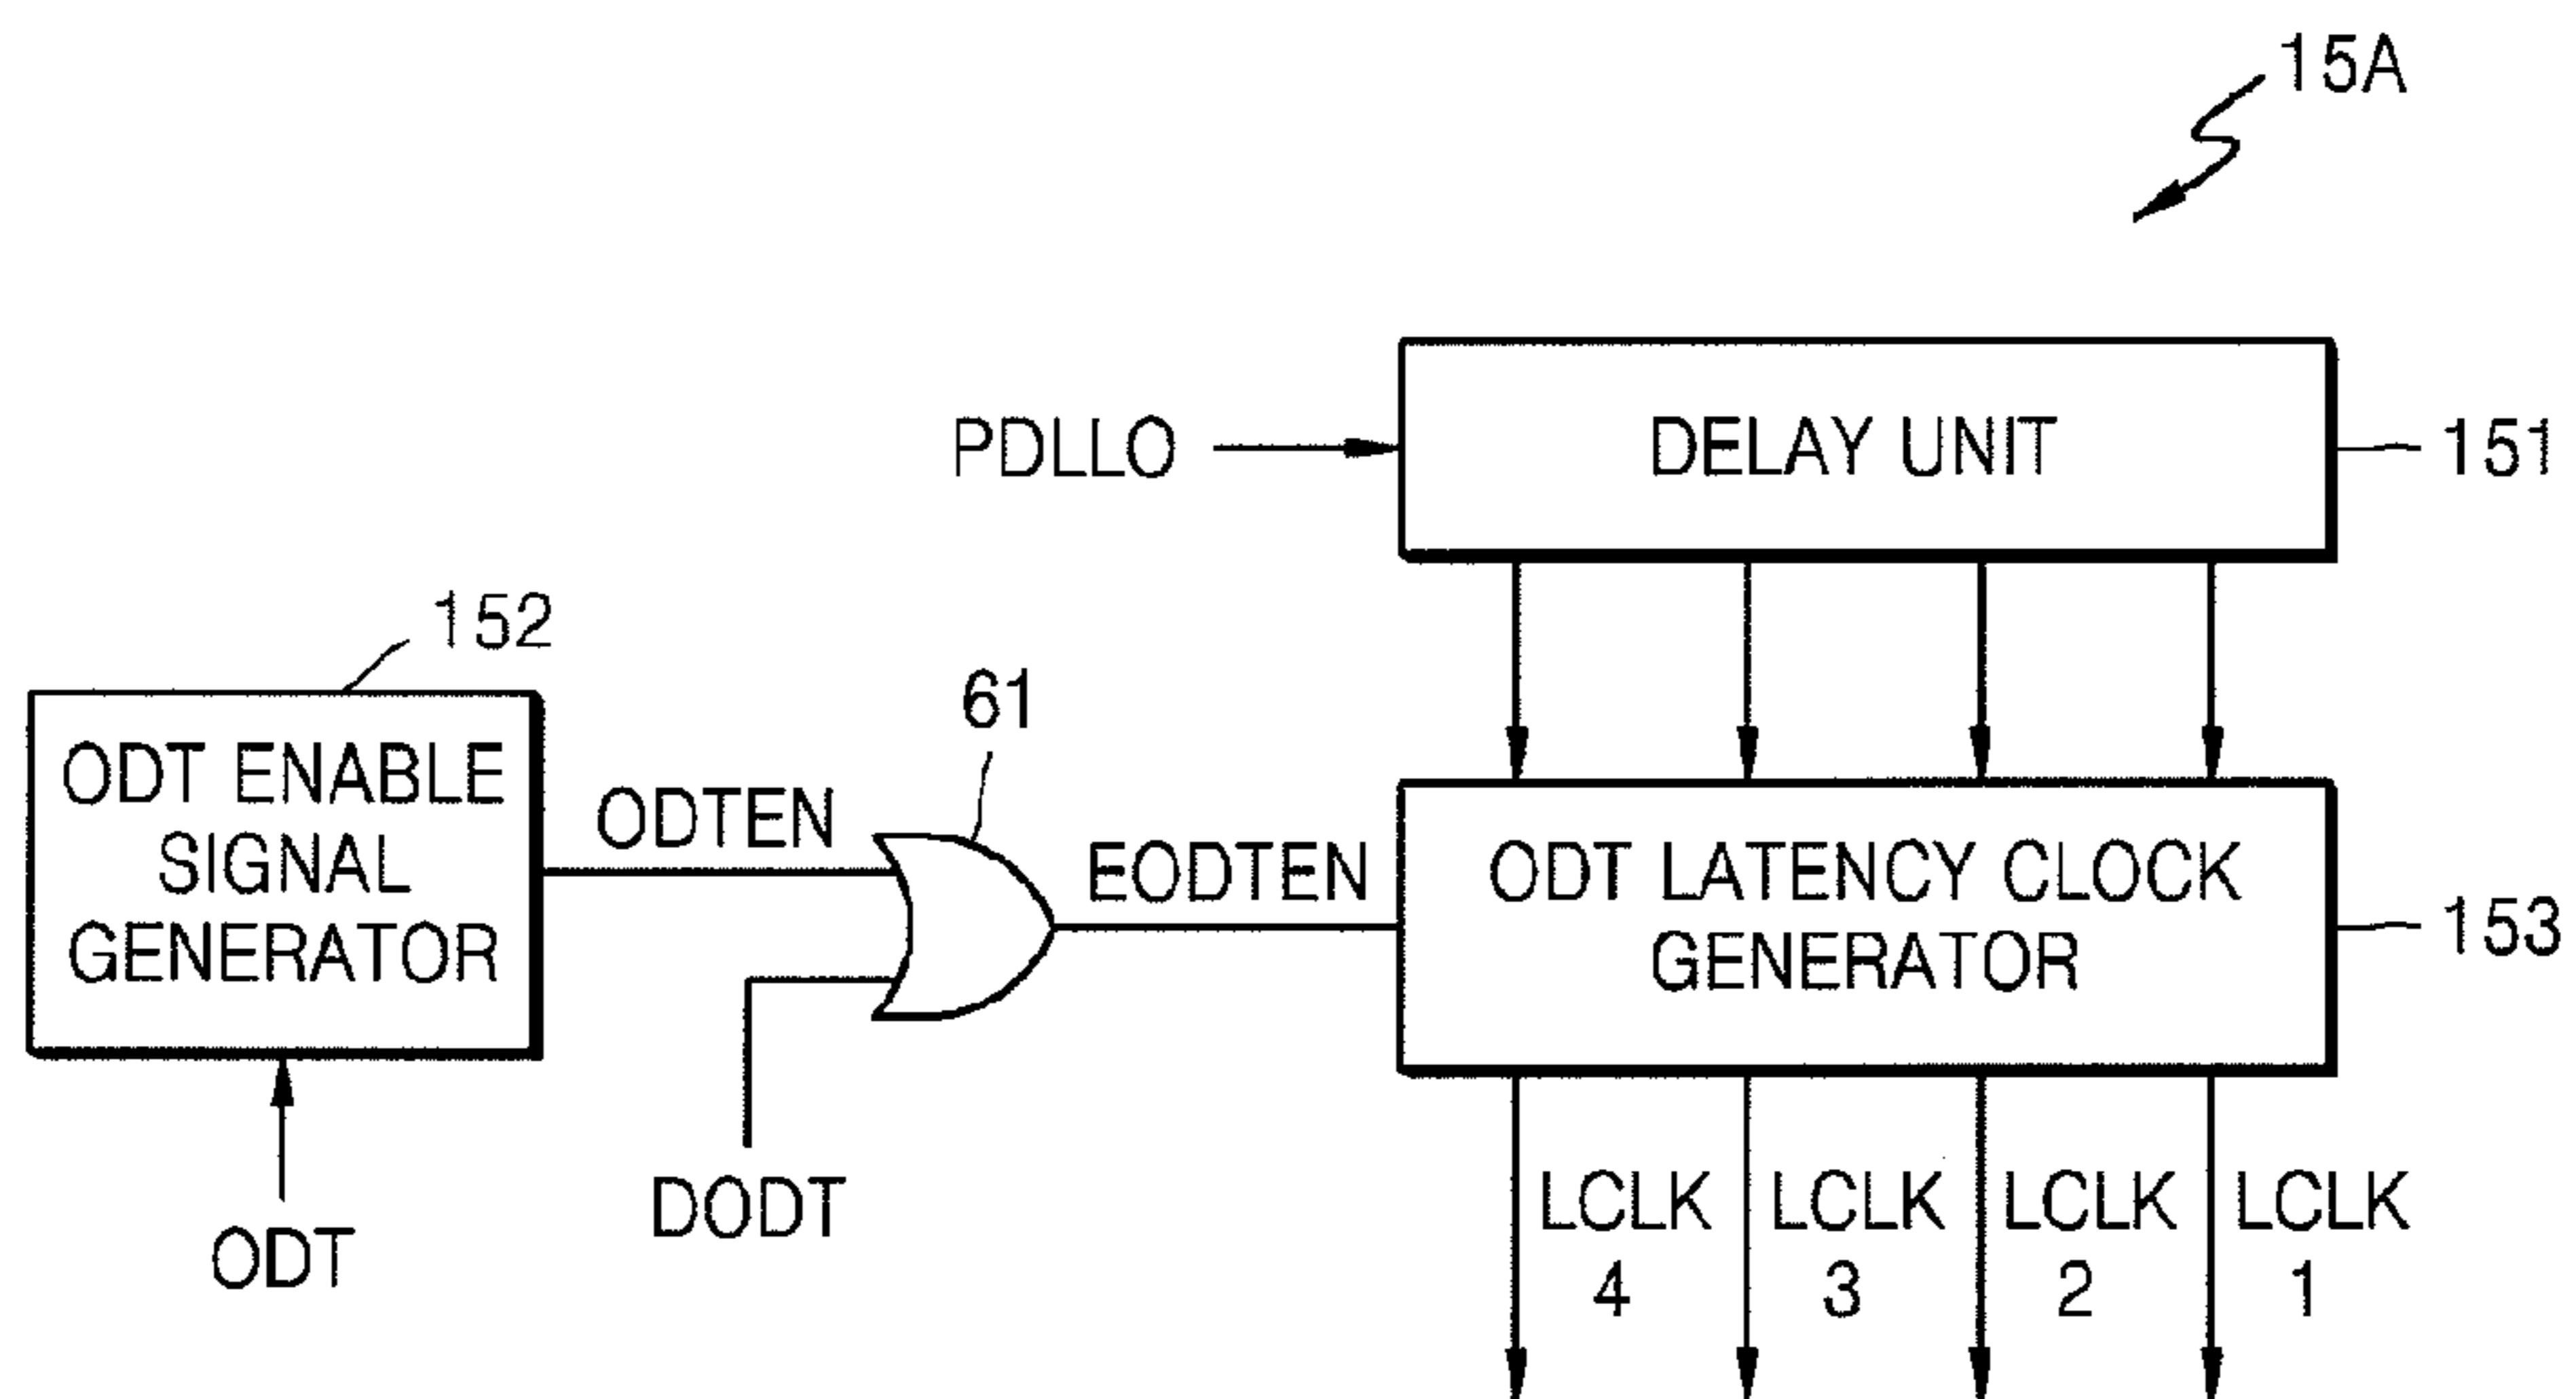 15A
PDLLO
DELAY UNIT
151
152
61
ODT ENABLE
SIGNAL
GENERATOR
ODTEN
EODTEN
ODT LATENCY CLOCK
GENERATOR
153
DODT
ODT
LCLK
4
LCLK
3
LCLK
2
LCLK
1